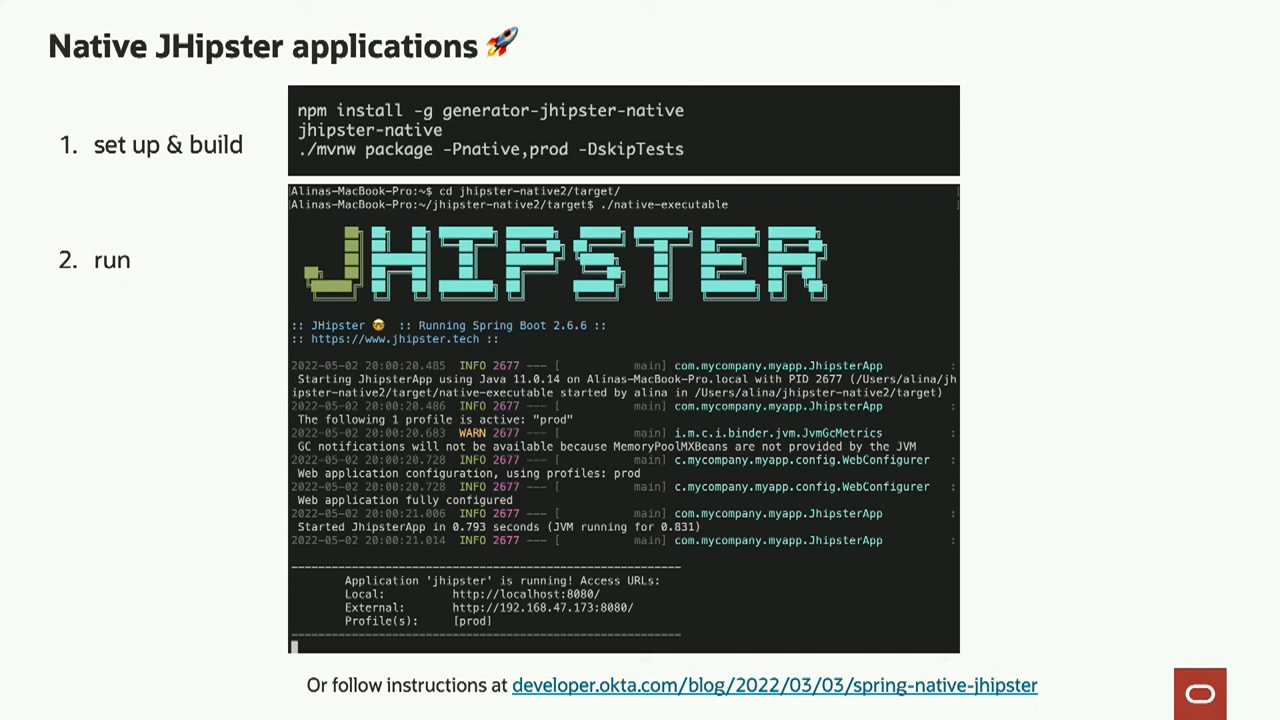 Native JHipster applications 🚀
npm install -g generator-jhipster-native
jhipster-native
./mvnw package -Pnative,prod -DskipTests
1. set up & build
Alinas-MacBook-Pro:~$ cd jhipster-native2/target/
Alinas-MacBook-Pro:~/jhipster-native2/target$ ./native-executable
2. run
JHIPSTER
:: JHipster 🤓 :: Running Spring Boot 2.6.6 ::
:: https://www.jhipster.tech ::
2022-05-02 20:00:20.485 INFO 2677 --- [ main] com.mycompany.myapp.JhipsterApp :
Starting JhipsterApp using Java 11.0.14 on Alinas-MacBook-Pro.local with PID 2677 (/Users/alina/jh
ipster-native2/target/native-executable started by alina in /Users/alina/jhipster-native2/target)
2022-05-02 20:00:20.486 INFO 2677 --- [ main] com.mycompany.myapp.JhipsterApp :
The following 1 profile is active: "prod"
2022-05-02 20:00:20.683 WARN 2677 --- [ main] i.m.c.i.binder.jvm.JvmGcMetrics :
GC notifications will not be available because MemoryPoolMXBeans are not provided by the JVM
2022-05-02 20:00:20.728 INFO 2677 --- [ main] c.mycompany.myapp.config.WebConfigurer :
Web application configuration, using profiles: prod
2022-05-02 20:00:20.728 INFO 2677 --- [ main] c.mycompany.myapp.config.WebConfigurer :
Web application fully configured
2022-05-02 20:00:21.006 INFO 2677 --- [ main] com.mycompany.myapp.JhipsterApp :
Started JhipsterApp in 0.793 seconds (JVM running for 0.831)
2022-05-02 20:00:21.014 INFO 2677 --- [ main] com.mycompany.myapp.JhipsterApp :
----------------------------------------------------------
Application 'jhipster' is running! Access URLs:
Local: http://localhost:8080/
External: http://192.168.47.173:8080/
Profile(s): [prod]
----------------------------------------------------------
Or follow instructions at developer.okta.com/blog/2022/03/03/spring-native-jhipster